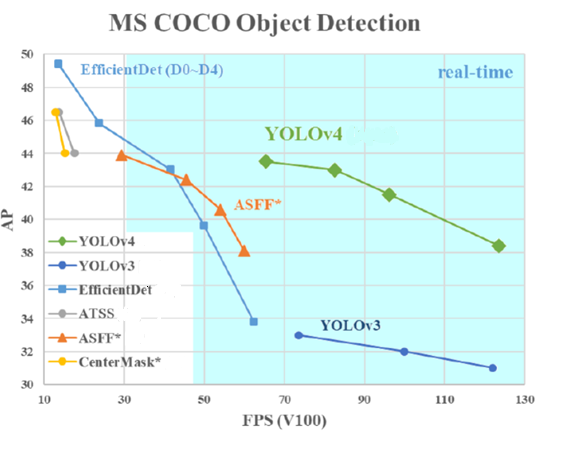 MS COCO Object Detection
AP
50
48
46
44
42
40
38
36
34
32
30
EfficientDet (D0~D4)
real-time
YOLOv4
ASFF*
YOLOv3
YOLOv4
YOLOv3
EfficientDet
ATSS
ASFF*
CenterMask*
10 30 50 70 90 110 130
FPS (V100)